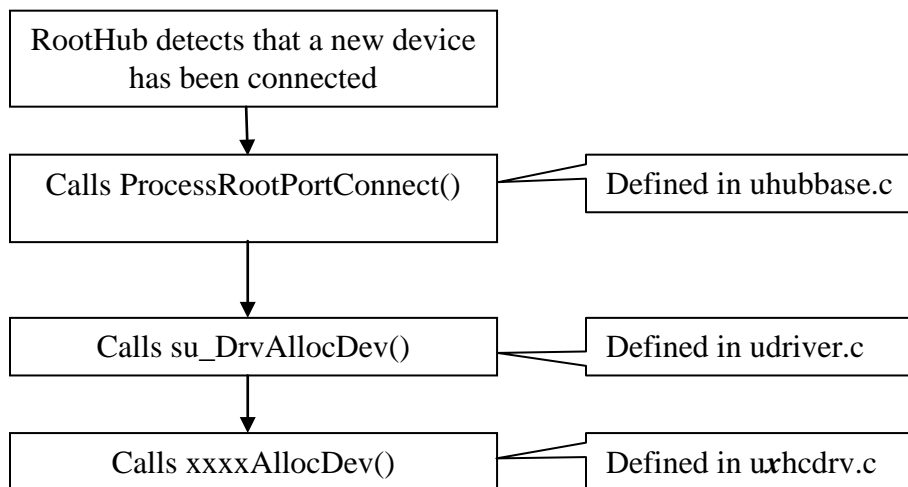 RootHub detects that a new device
has been connected
Calls ProcessRootPortConnect()
Defined in uhubbase.c
Calls su_DrvAllocDev()
Defined in udriver.c
Calls xxxxAllocDev()
Defined in uxhcdrv.c